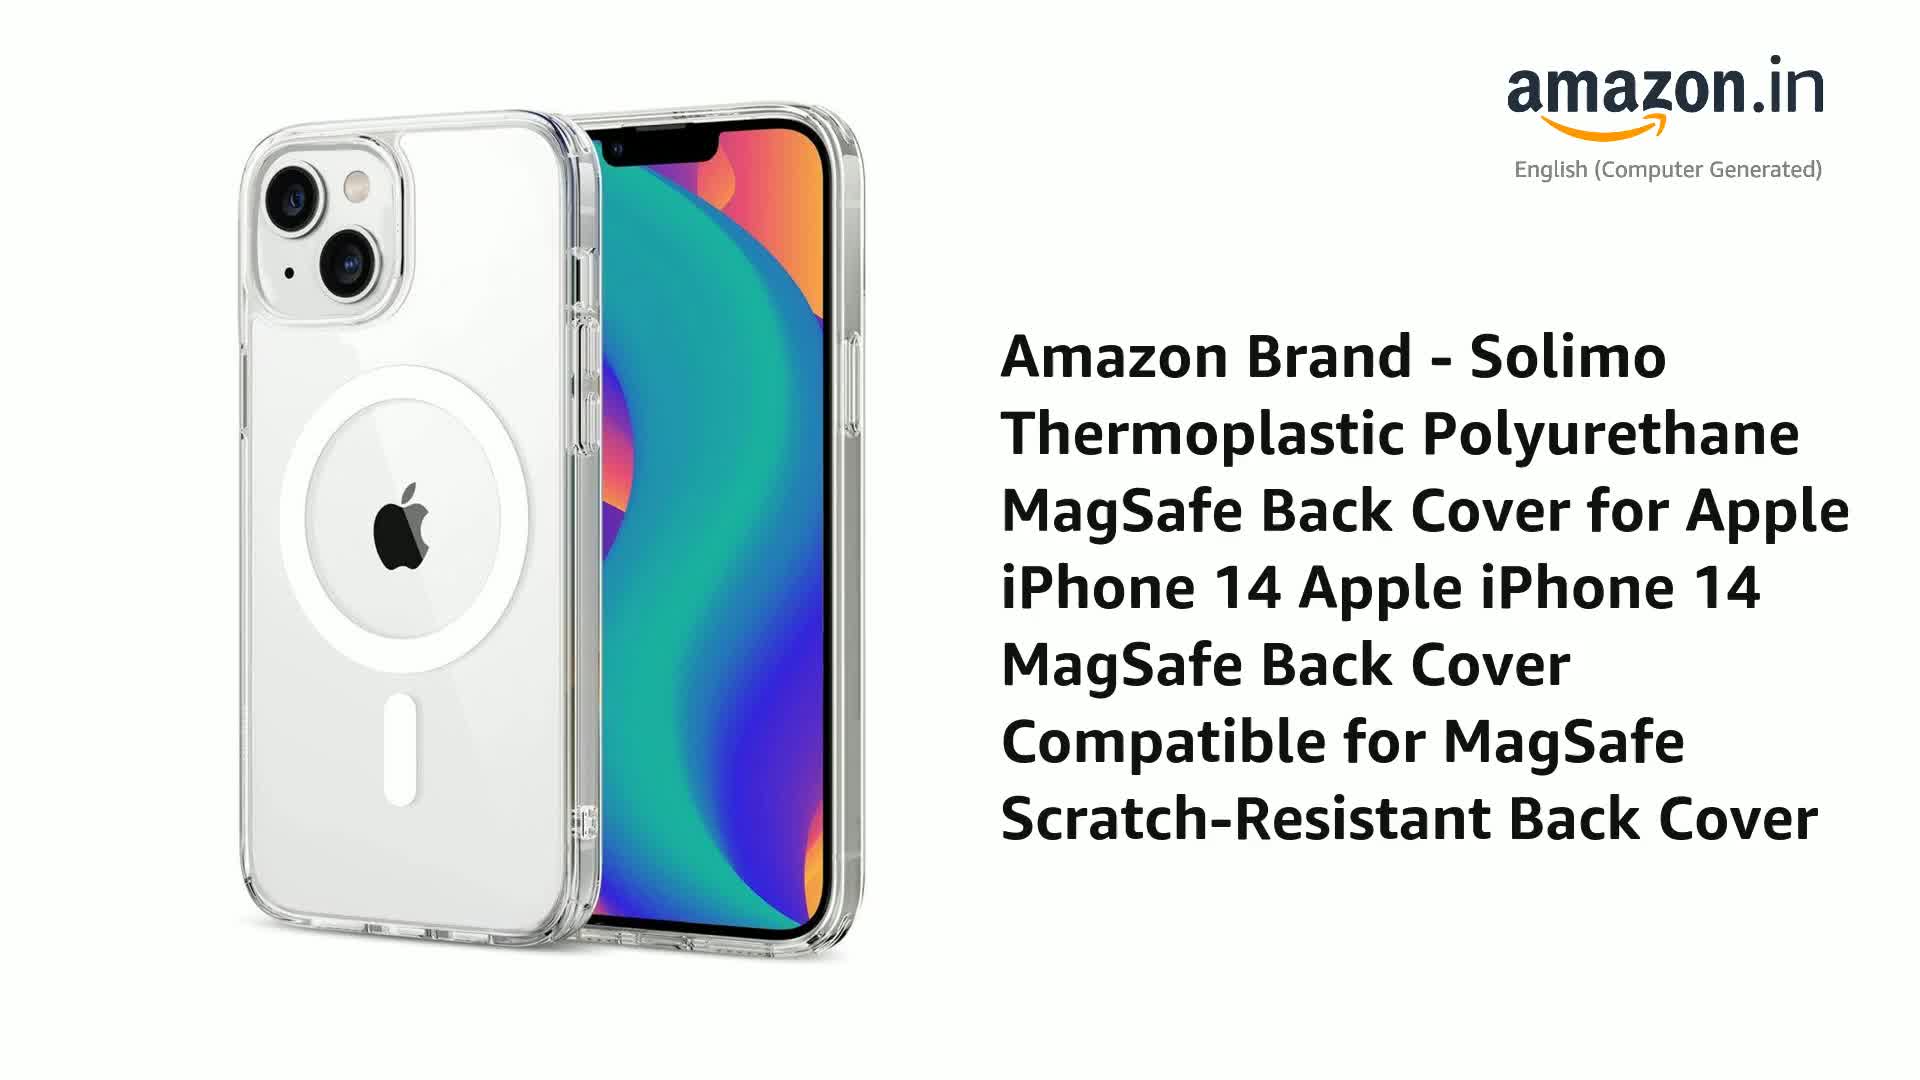 amazon.in
English (Computer Generated)
Amazon Brand - Solimo
Thermoplastic Polyurethane
MagSafe Back Cover for Apple
iPhone 14 Apple iPhone 14
MagSafe Back Cover
Compatible for MagSafe
Scratch-Resistant Back Cover